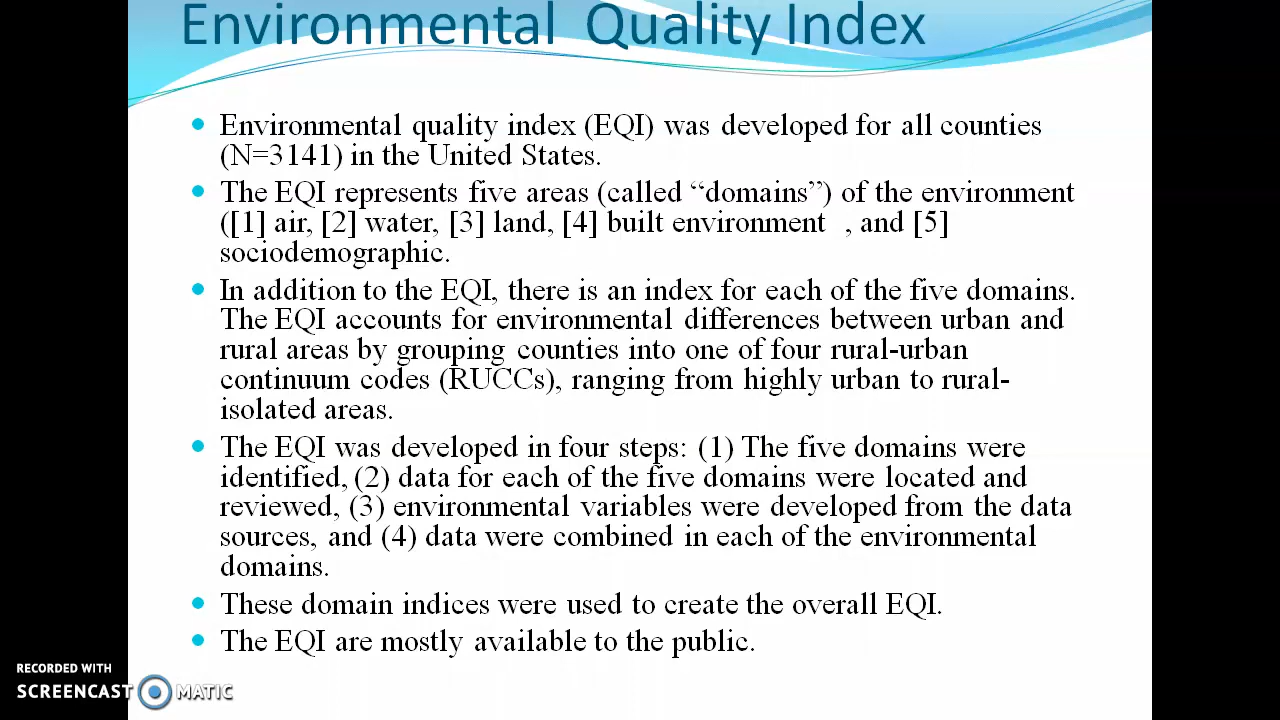 Environmental Quality Index
Environmental quality index (EQI) was developed for all counties
(N=3141) in the United States.
The EQI represents five areas (called “domains”) of the environment
([1] air, [2] water, [3] land, [4] built environment , and [5]
sociodemographic.
In addition to the EQI, there is an index for each of the five domains.
The EQI accounts for environmental differences between urban and
rural areas by grouping counties into one of four rural-urban
continuum codes (RUCCs), ranging from highly urban to rural-
isolated areas.
The EQI was developed in four steps: (1) The five domains were
identified, (2) data for each of the five domains were located and
reviewed, (3) environmental variables were developed from the data
sources, and (4) data were combined in each of the environmental
domains.
These domain indices were used to create the overall EQI.
The EQI are mostly available to the public.
RECORDED WITH
SCREENCAST MATIC